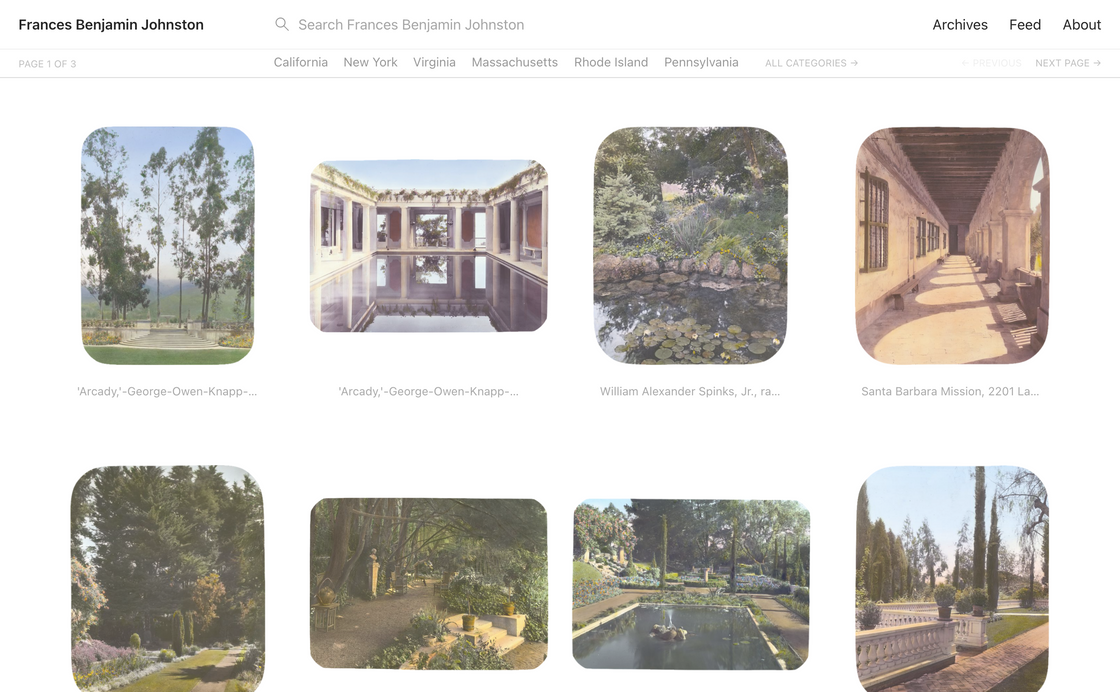 Frances Benjamin Johnston
Search Frances Benjamin Johnston
Archives Feed About
PAGE 1 OF 3
California New York Virginia Massachusetts Rhode Island Pennsylvania
ALL CATEGORIES →
← PREVIOUS NEXT PAGE →
'Arcady,'-George-Owen-Knapp-...
'Arcady,'-George-Owen-Knapp-...
William Alexander Spinks, Jr., ra...
Santa Barbara Mission, 2201 La...